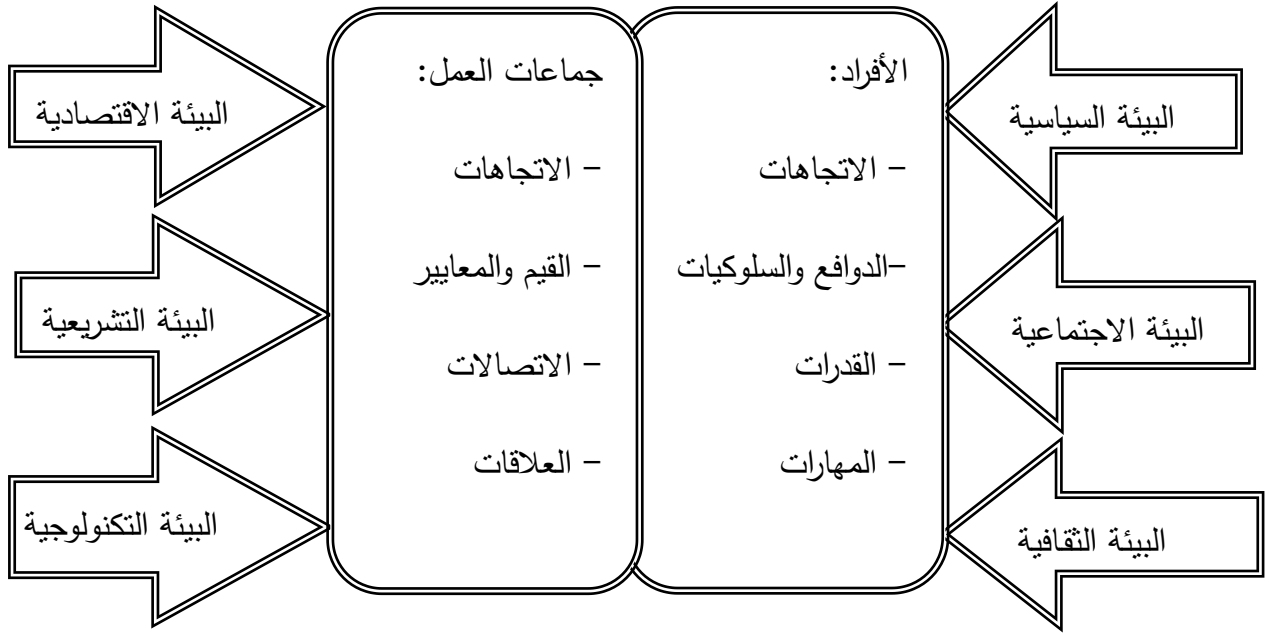 البيئة السياسية
البيئة الاجتماعية
البيئة الثقافية
الأفراد:
- الاتجاهات
-الدوافع والسلوكيات
- القدرات
- المهارات
جماعات العمل:
- الاتجاهات
- القيم والمعايير
- الاتصالات
- العلاقات
البيئة الاقتصادية
البيئة التشريعية
البيئة التكنولوجية